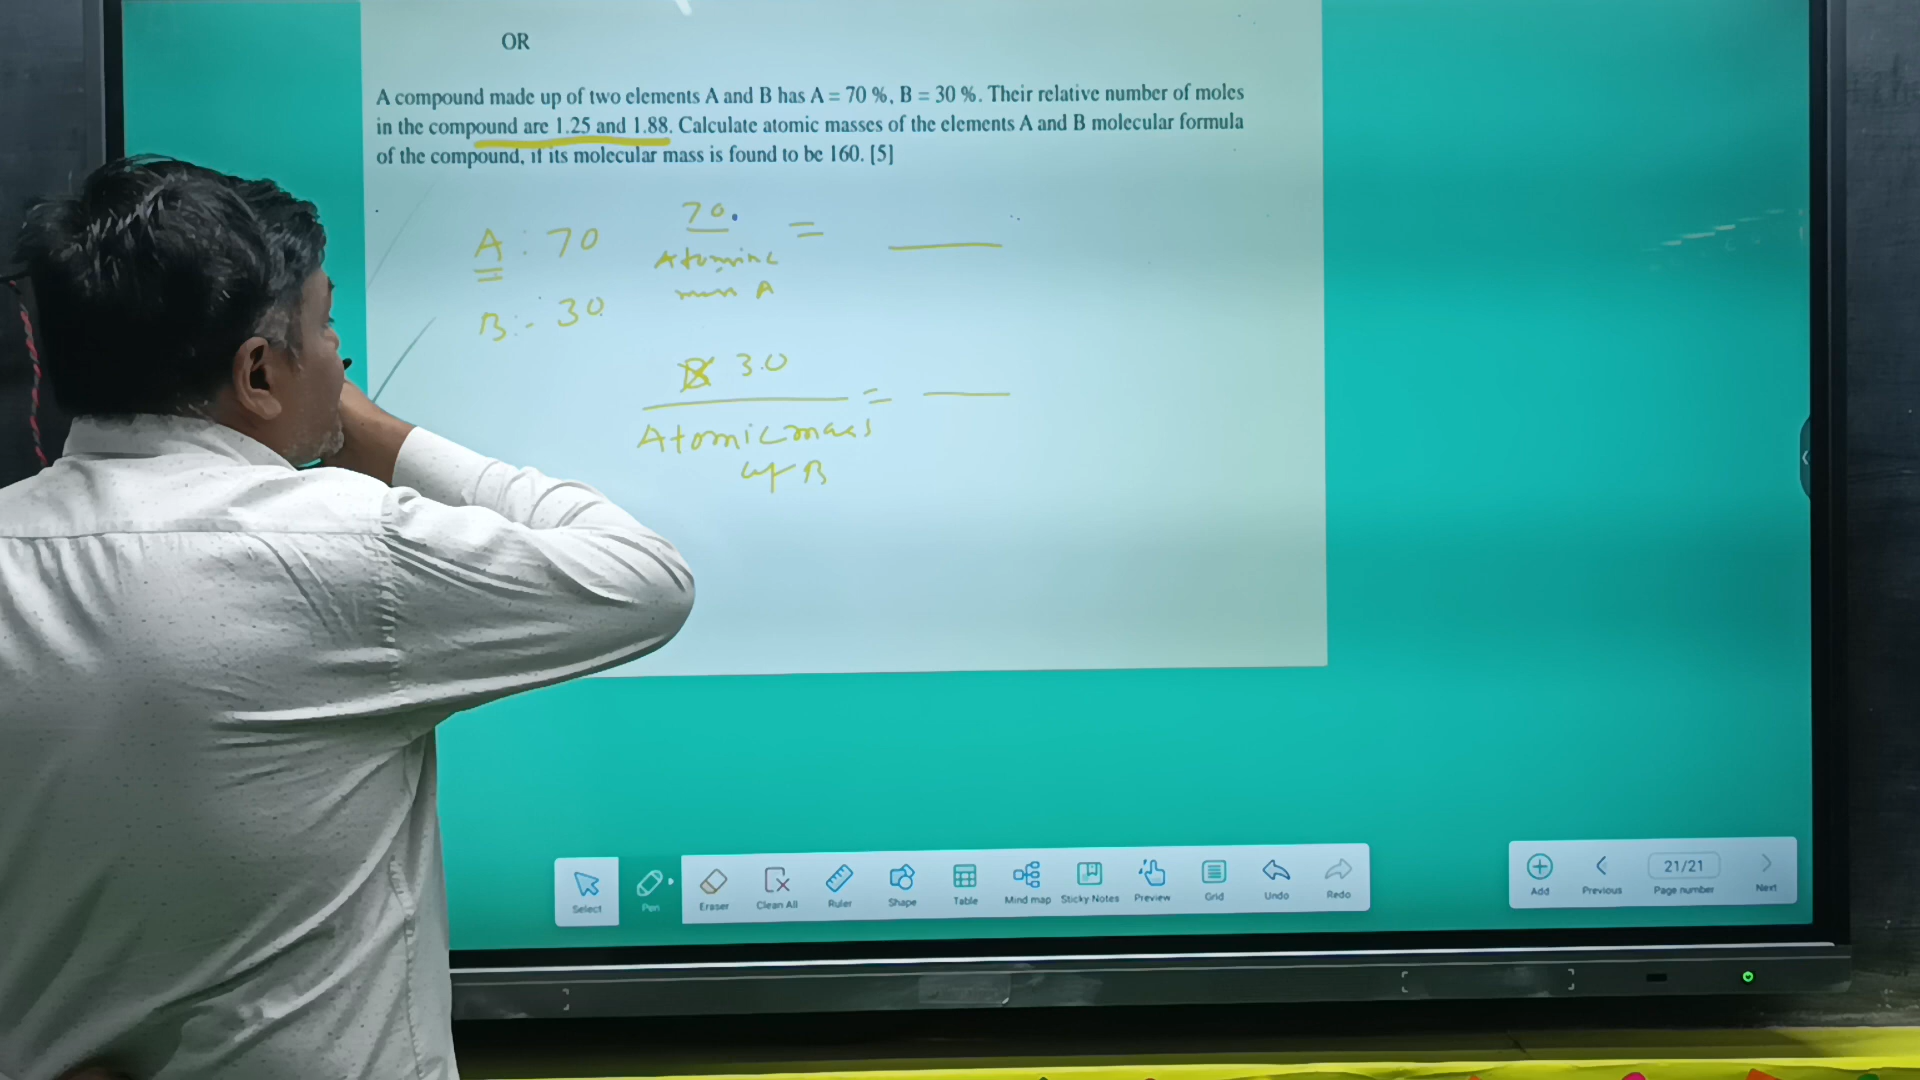 OR
A compound made up of two elements A and B has A = 70 %, B = 30 %. Their relative number of moles
in the compound are 1.25 and 1.88. Calculate atomic masses of the elements A and B molecular formula
of the compound, if its molecular mass is found to be 160. [5]
A : 70
B :- 30
70
=
A
30
=
Atomic mass
of B
Select
Pen
Eraser
Clean All
Ruler
Shape
Table
Mind map
Sticky Notes
Preview
Grid
Undo
Redo
Add
Previous
21/21
Page number
Next